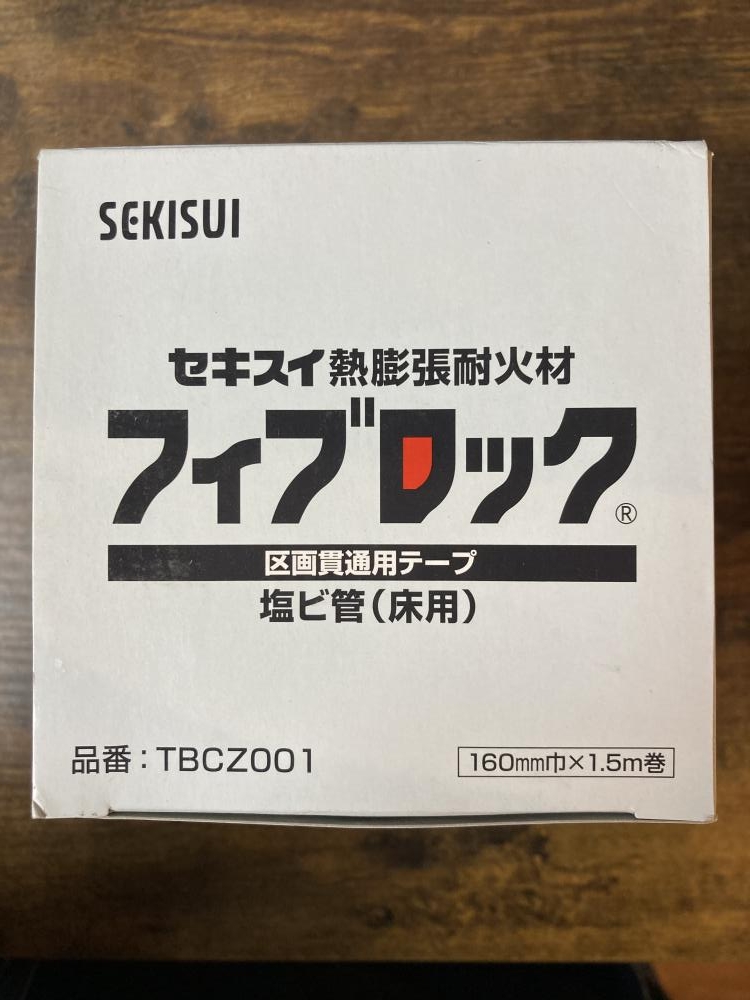 SEKISUI
セキスイ熱膨張耐火材
フィブロック®
区画貫通用テープ
塩ビ管(床用)
品番:TBCZ001
160mm巾×1.5m巻